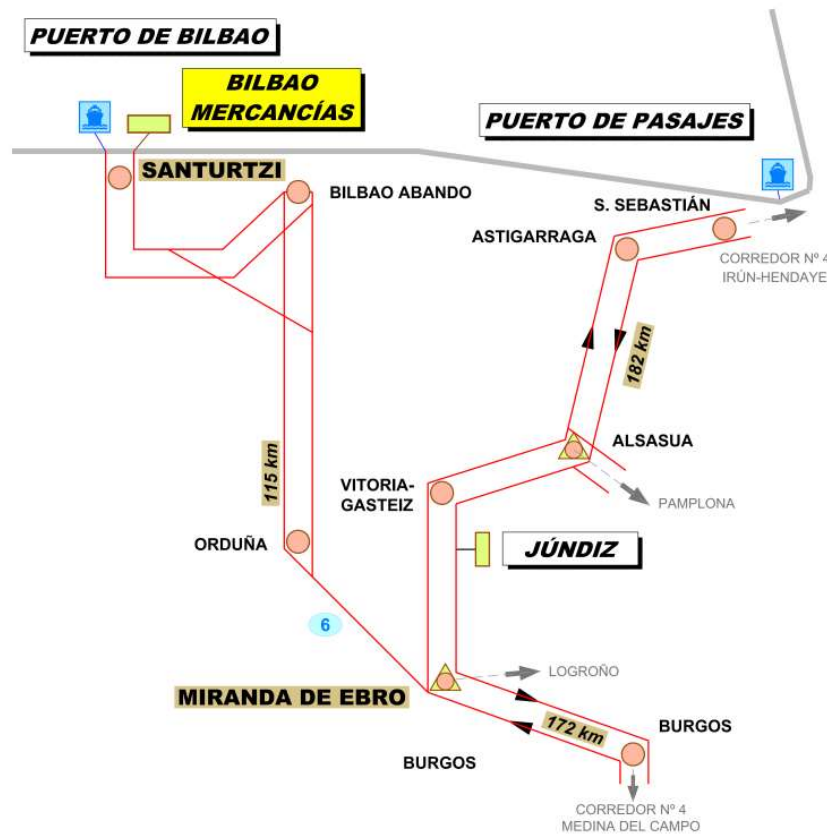 PUERTO DE BILBAO
BILBAO
MERCANCÍAS
PUERTO DE PASAJES
SANTURTZI
BILBAO ABANDO
S. SEBASTIÁN
ASTIGARRAGA
CORREDOR Nº 4
IRÚN-HENDAYE
182 km
115 km
ALSASUA
VITORIA-
GASTEIZ
PAMPLONA
ORDUÑA
JÚNDIZ
6
LOGROÑO
MIRANDA DE EBRO
172 km
BURGOS
BURGOS
CORREDOR Nº 4
MEDINA DEL CAMPO